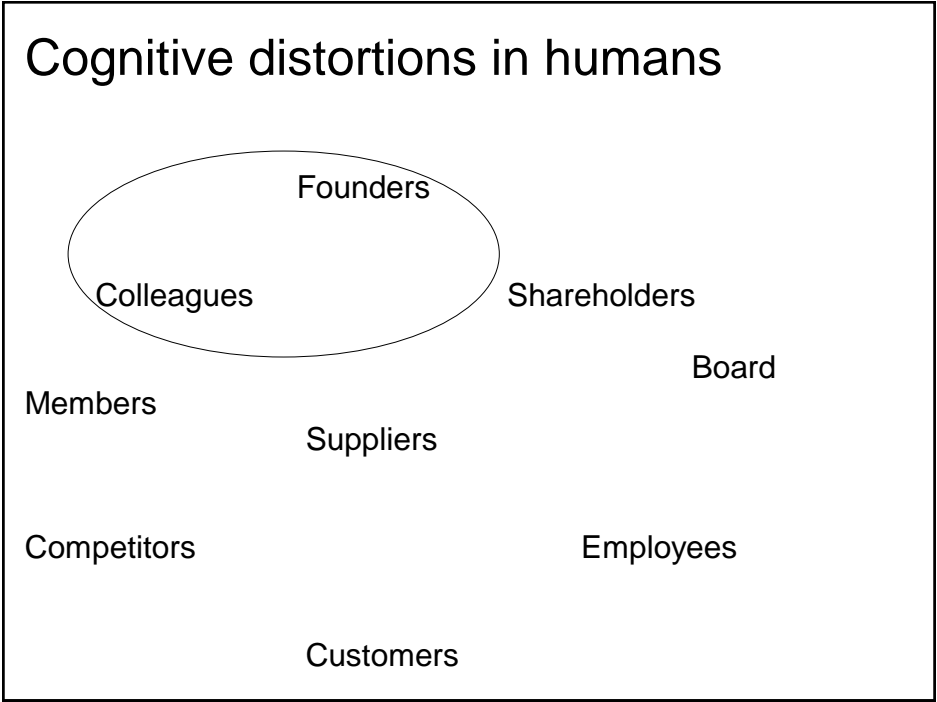 Cognitive distortions in humans
Founders
Colleagues
Shareholders
Board
Members
Suppliers
Competitors
Employees
Customers